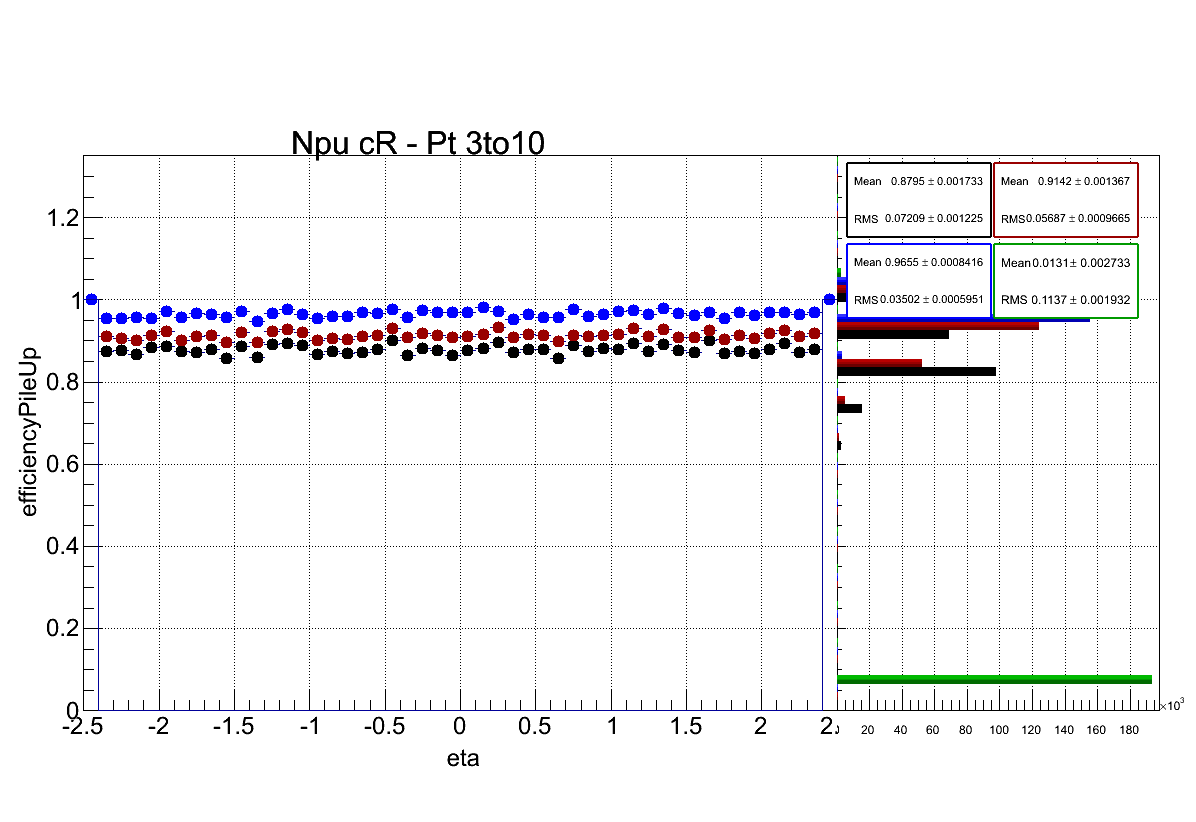 Npu cR - Pt 3to10
efficiencyPileUp
1.2
1
0.8
0.6
0.4
0.2
0
-2.5 -2 -1.5 -1 -0.5 0 0.5 1 1.5 2 2.
eta
Mean 0.8795 ± 0.001733
RMS 0.07209 ± 0.001225
Mean 0.9142 ± 0.001367
RMS 0.05687 ± 0.0009665
Mean 0.9655 ± 0.0008416
RMS 0.03502 ± 0.0005951
Mean 0.0131 ± 0.002733
RMS 0.1137 ± 0.001932
20 40 60 80 100 120 140 160 180
×10³